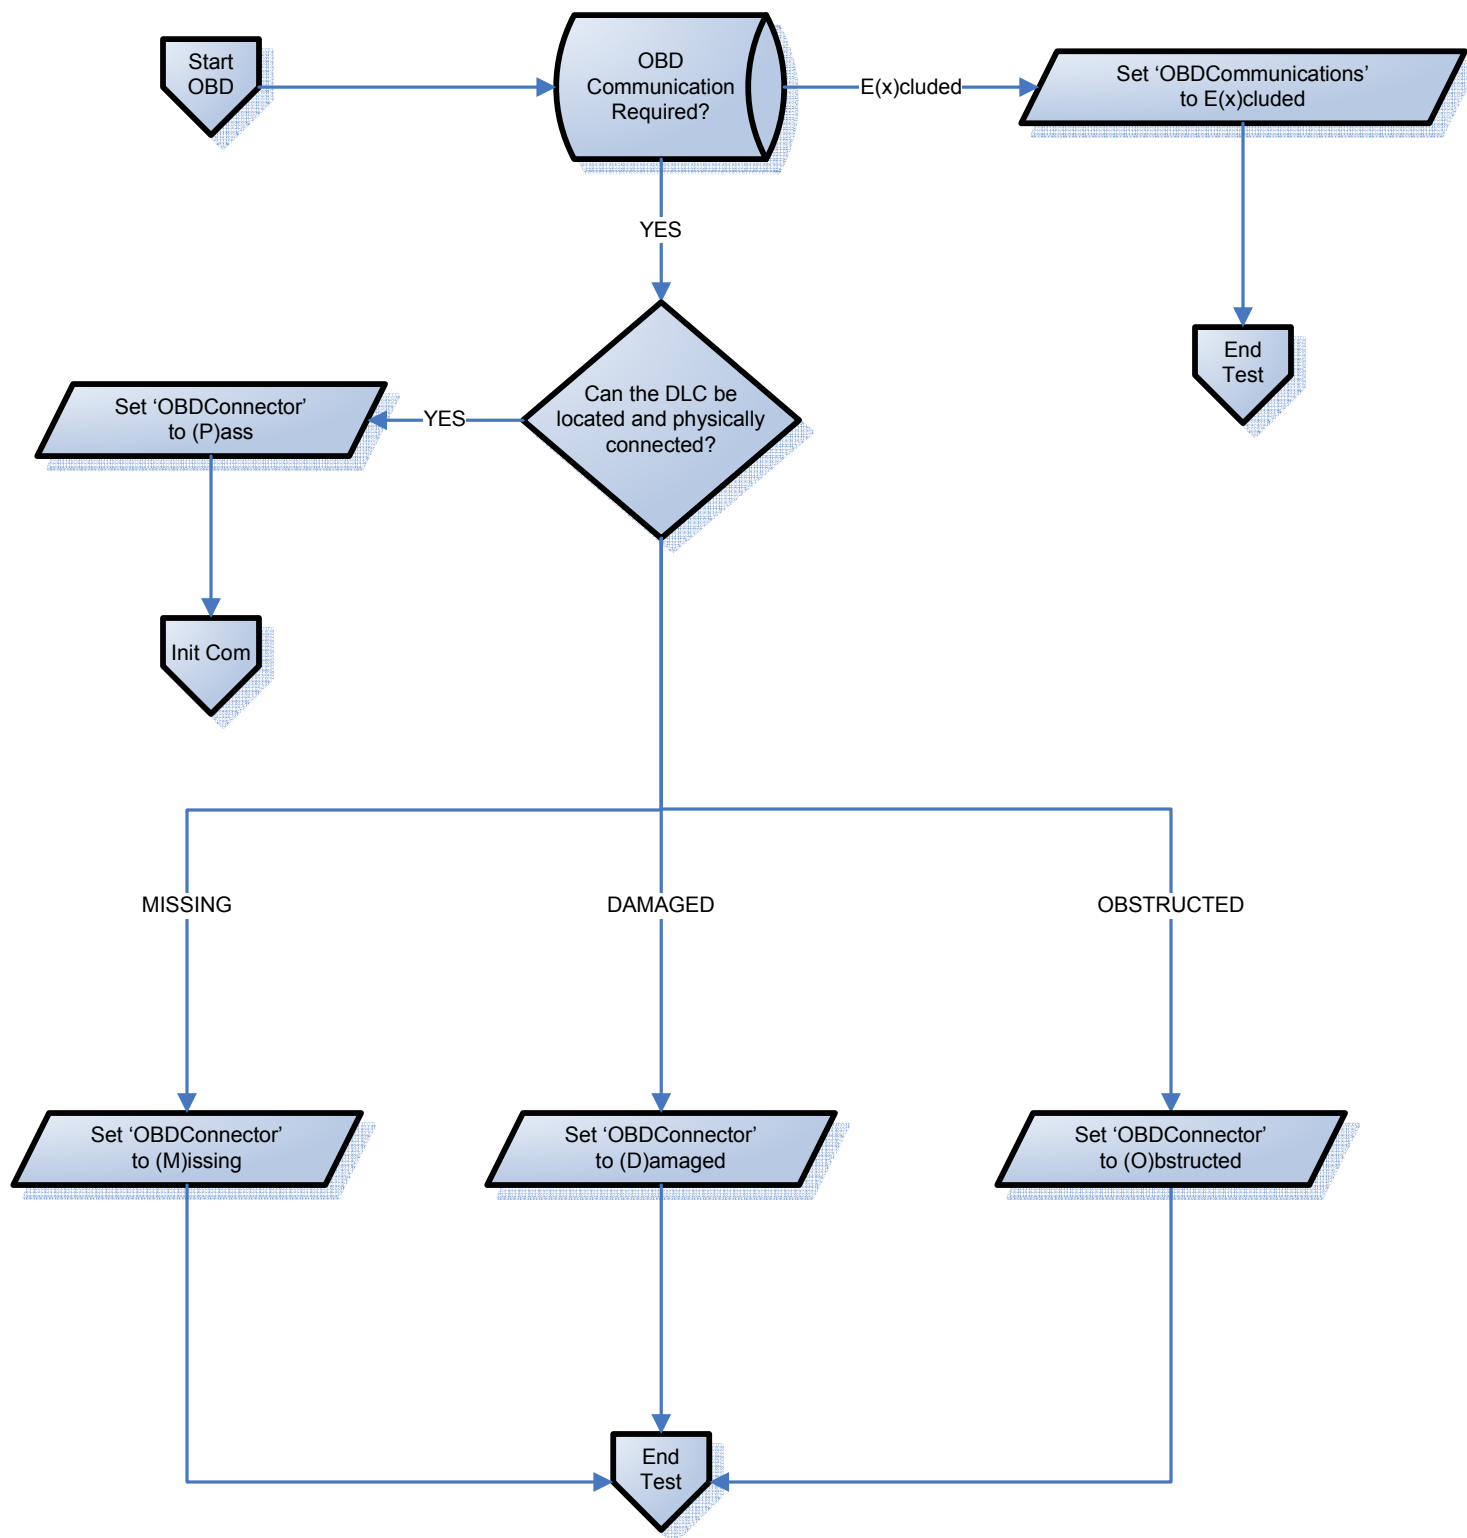 Start
OBD
OBD
Communication
Required?
E(x)cluded
Set ‘OBDCommunications’
to E(x)cluded
YES
End
Test
Can the DLC be
located and physically
connected?
YES
Set ‘OBDConnector’
to (P)ass
Init Com
MISSING
DAMAGED
OBSTRUCTED
Set ‘OBDConnector’
to (M)issing
Set ‘OBDConnector’
to (D)amaged
Set ‘OBDConnector’
to (O)bstructed
End
Test